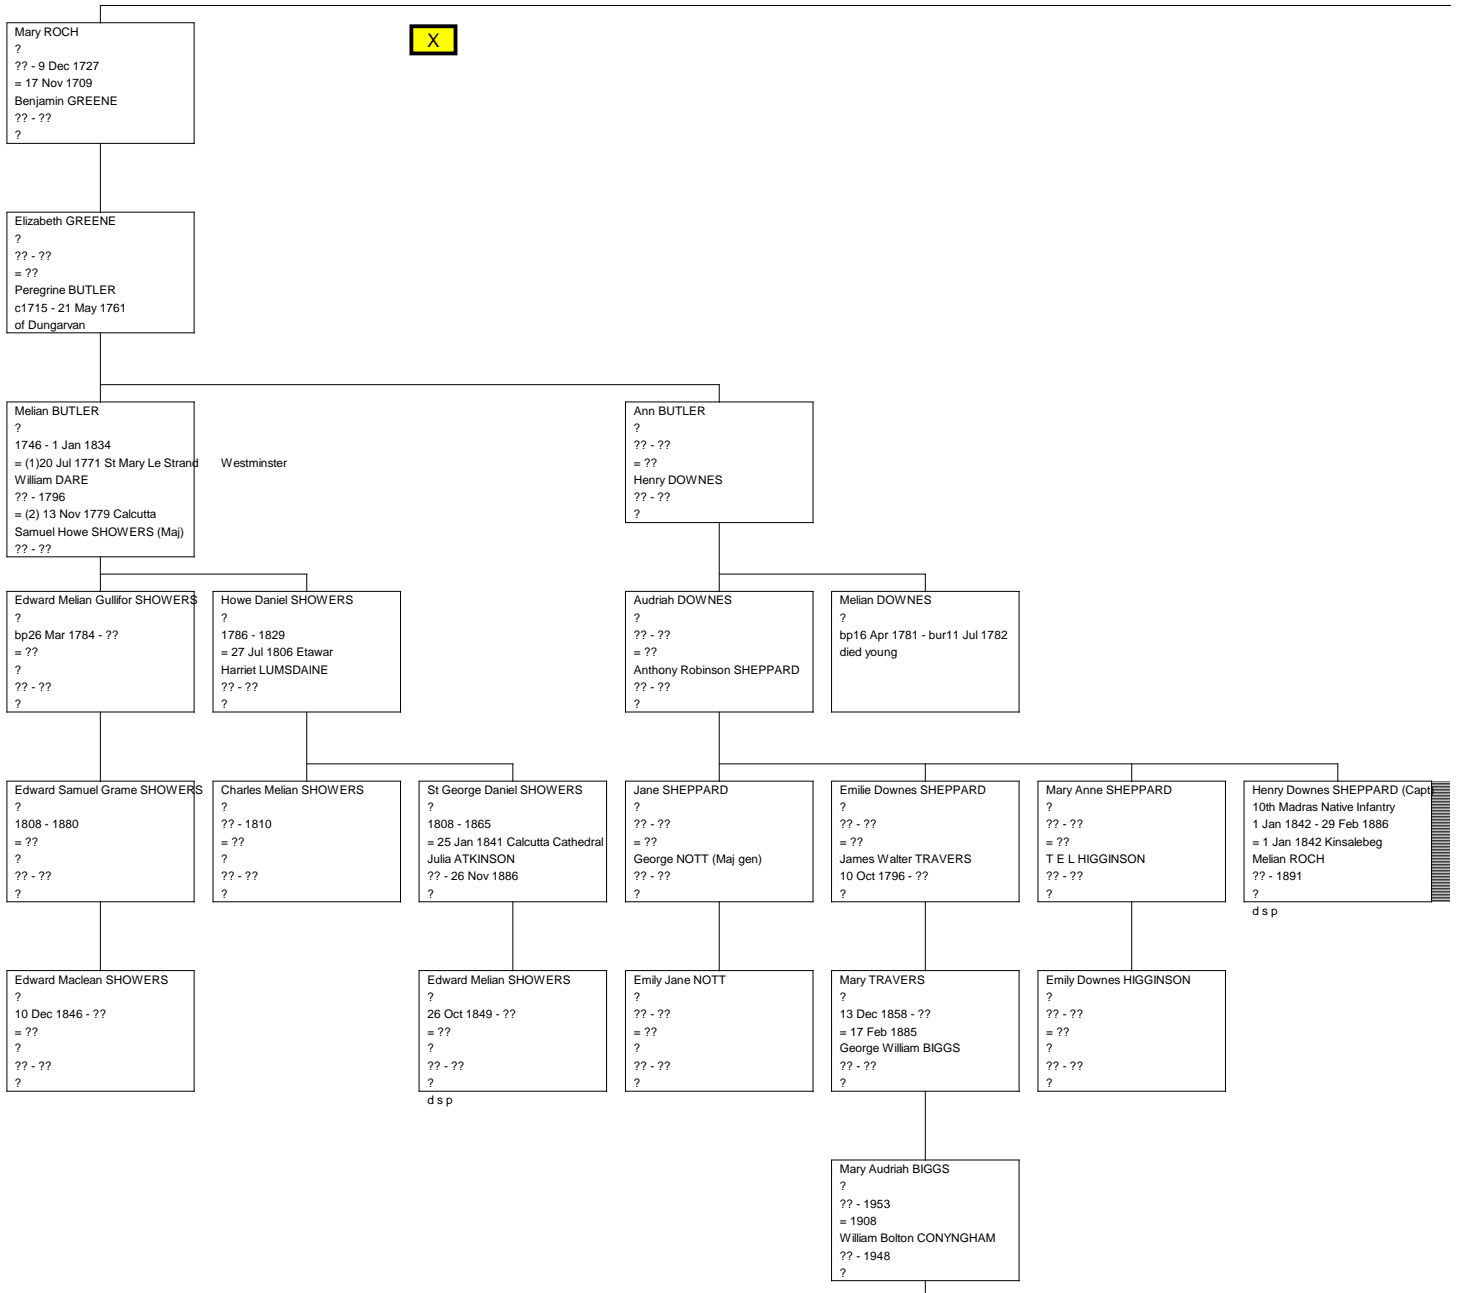 X
Mary ROCH
?
?? - 9 Dec 1727
= 17 Nov 1709
Benjamin GREENE
?? - ??
?
Elizabeth GREENE
?
?? - ??
= ??
Peregrine BUTLER
c1715 - 21 May 1761
of Dungarvan
Melian BUTLER
?
1746 - 1 Jan 1834
= (1)20 Jul 1771 St Mary Le Strand Westminster
William DARE
?? - 1796
= (2) 13 Nov 1779 Calcutta
Samuel Howe SHOWERS (Maj)
?? - ??
Ann BUTLER
?
?? - ??
= ??
Henry DOWNES
?? - ??
?
Edward Melian Gullifor SHOWERS
?
bp26 Mar 1784 - ??
= ??
?
?? - ??
?
Howe Daniel SHOWERS
?
1786 - 1829
= 27 Jul 1806 Etawar
Harriet LUMSDAINE
?? - ??
?
Audriah DOWNES
?
?? - ??
= ??
Anthony Robinson SHEPPARD
?? - ??
?
Melian DOWNES
?
bp16 Apr 1781 - bur11 Jul 1782
died young
Edward Samuel Grame SHOWERS
?
1808 - 1880
= ??
?
?? - ??
?
Charles Melian SHOWERS
?
?? - 1810
= ??
?
?? - ??
?
St George Daniel SHOWERS
?
1808 - 1865
= 25 Jan 1841 Calcutta Cathedral
Julia ATKINSON
?? - 26 Nov 1886
?
Jane SHEPPARD
?
?? - ??
= ??
George NOTT (Maj gen)
?? - ??
?
Emilie Downes SHEPPARD
?
?? - ??
= ??
James Walter TRAVERS
10 Oct 1796 - ??
?
Mary Anne SHEPPARD
?
?? - ??
= ??
T E L HIGGINSON
?? - ??
?
Henry Downes SHEPPARD (Capt)
10th Madras Native Infantry
1 Jan 1842 - 29 Feb 1886
= 1 Jan 1842 Kinsalebeg
Melian ROCH
?? - 1891
?
d s p
Edward Maclean SHOWERS
?
10 Dec 1846 - ??
= ??
?
?? - ??
?
Edward Melian SHOWERS
?
26 Oct 1849 - ??
= ??
?
?? - ??
?
d s p
Emily Jane NOTT
?
?? - ??
= ??
?
?? - ??
?
Mary TRAVERS
?
13 Dec 1858 - ??
= 17 Feb 1885
George William BIGGS
?? - ??
?
Emily Downes HIGGINSON
?
?? - ??
= ??
?
?? - ??
?
Mary Audriah BIGGS
?
?? - 1953
= 1908
William Bolton CONYNGHAM
?? - 1948
?